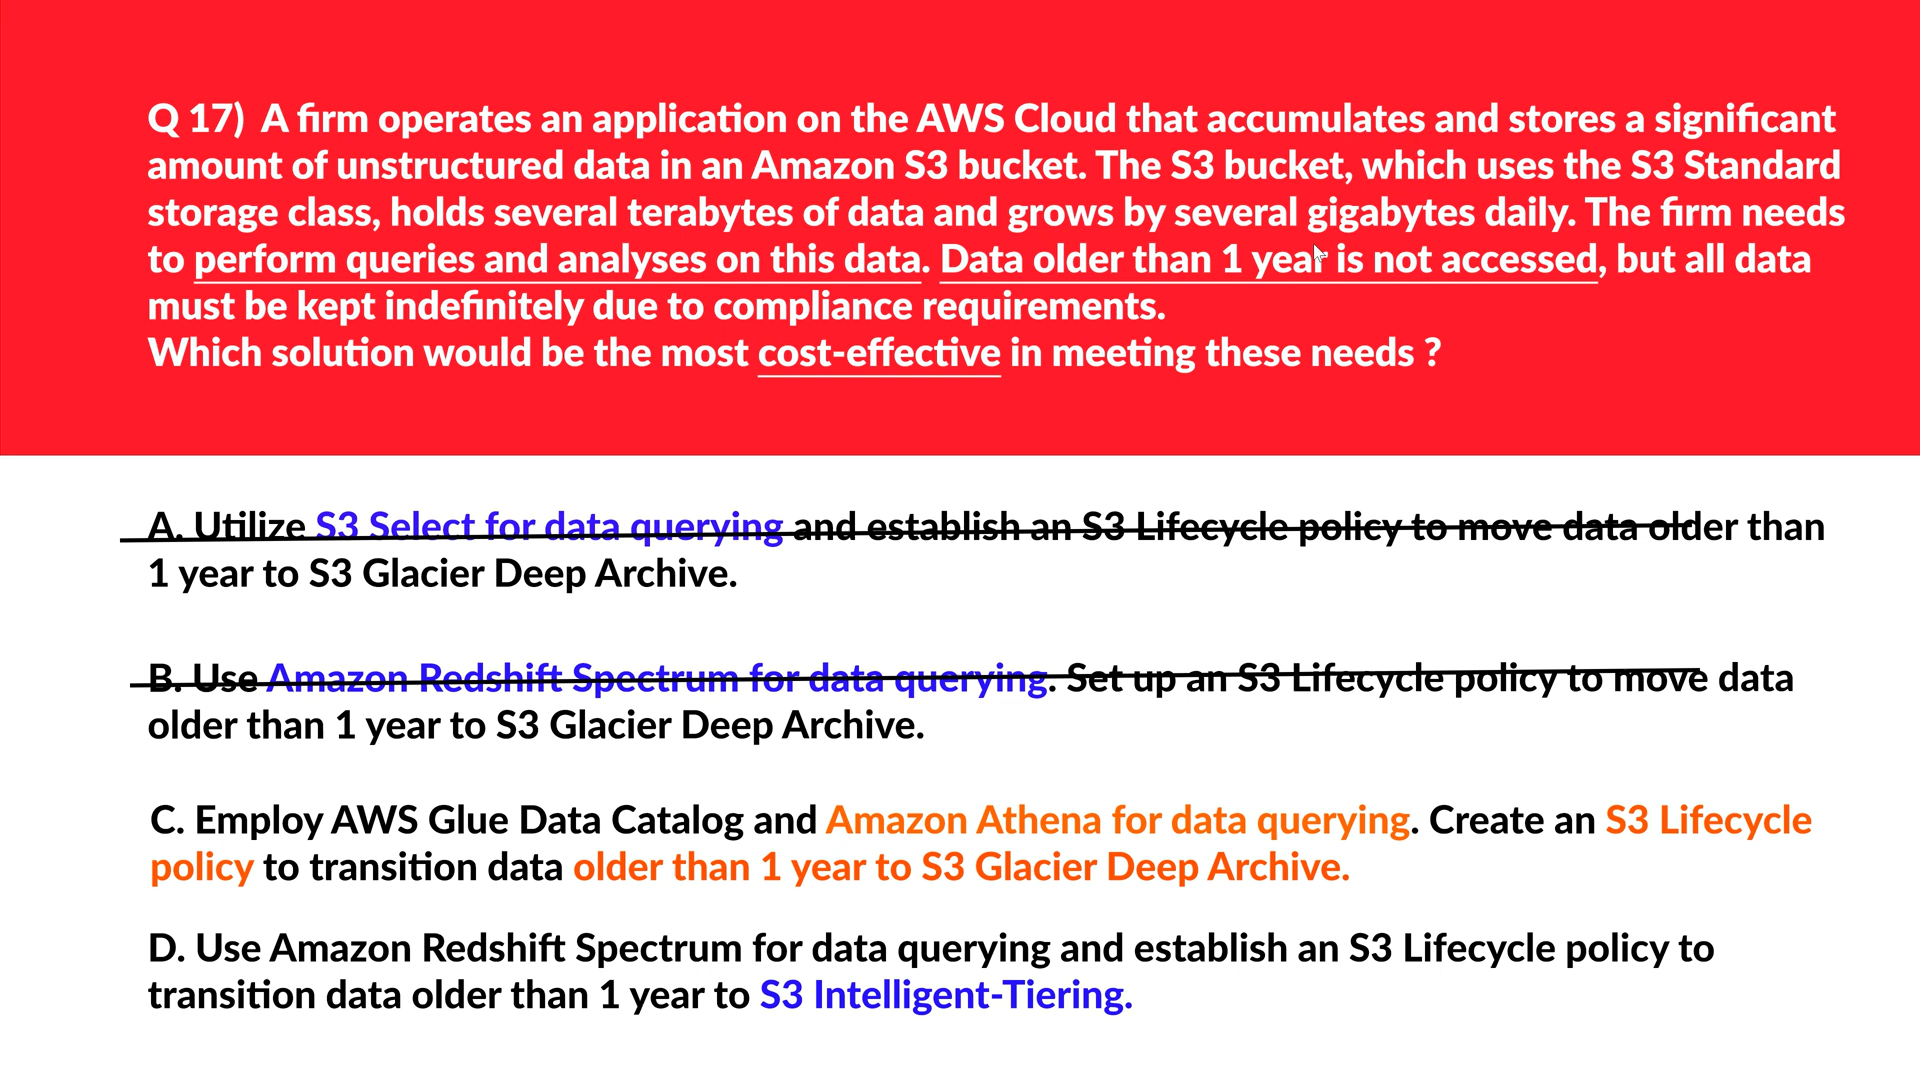 Q 17) A firm operates an application on the AWS Cloud that accumulates and stores a significant
amount of unstructured data in an Amazon S3 bucket. The S3 bucket, which uses the S3 Standard
storage class, holds several terabytes of data and grows by several gigabytes daily. The firm needs
to perform queries and analyses on this data. Data older than 1 year is not accessed, but all data
must be kept indefinitely due to compliance requirements.
Which solution would be the most cost-effective in meeting these needs ?
A. Utilize S3 Select for data querying and establish an S3 Lifecycle policy to move data older than
1 year to S3 Glacier Deep Archive.
B. Use Amazon Redshift Spectrum for data querying. Set up an S3 Lifecycle policy to move data
older than 1 year to S3 Glacier Deep Archive.
C. Employ AWS Glue Data Catalog and Amazon Athena for data querying. Create an S3 Lifecycle
policy to transition data older than 1 year to S3 Glacier Deep Archive.
D. Use Amazon Redshift Spectrum for data querying and establish an S3 Lifecycle policy to
transition data older than 1 year to S3 Intelligent-Tiering.